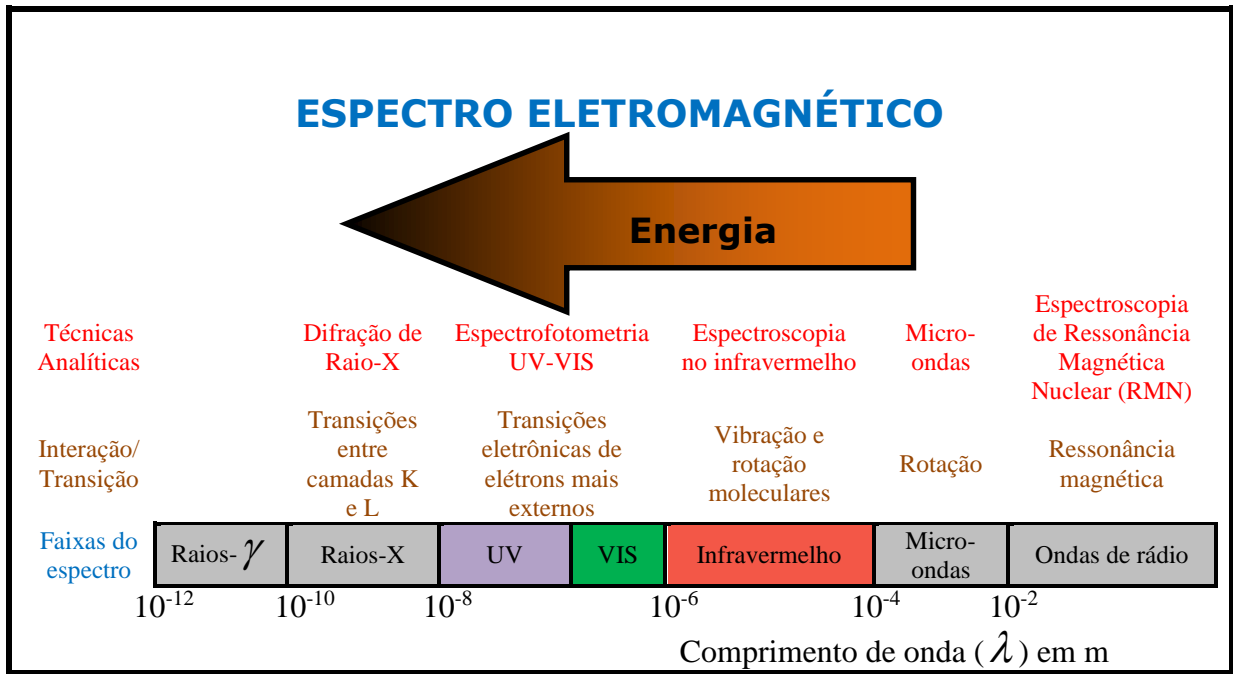 ESPECTRO ELETROMAGNÉTICO
Energia
Técnicas
Analíticas
Difração de
Raio-X
Espectrofotometria
UV-VIS
Espectroscopia
no infravermelho
Micro-
ondas
Espectroscopia
de Ressonância
Magnética
Nuclear (RMN)
Interação/
Transição
Transições
entre
camadas K
e L
Transições
eletrônicas de
elétrons mais
externos
Vibração e
rotação
moleculares
Rotação
Ressonância
magnética
Faixas do
espectro
Raios-γ
Raios-X
UV
VIS
Infravermelho
Micro-
ondas
Ondas de rádio
10⁻¹² 10⁻¹⁰ 10⁻⁸ 10⁻⁶ 10⁻⁴ 10⁻²
Comprimento de onda (λ) em m